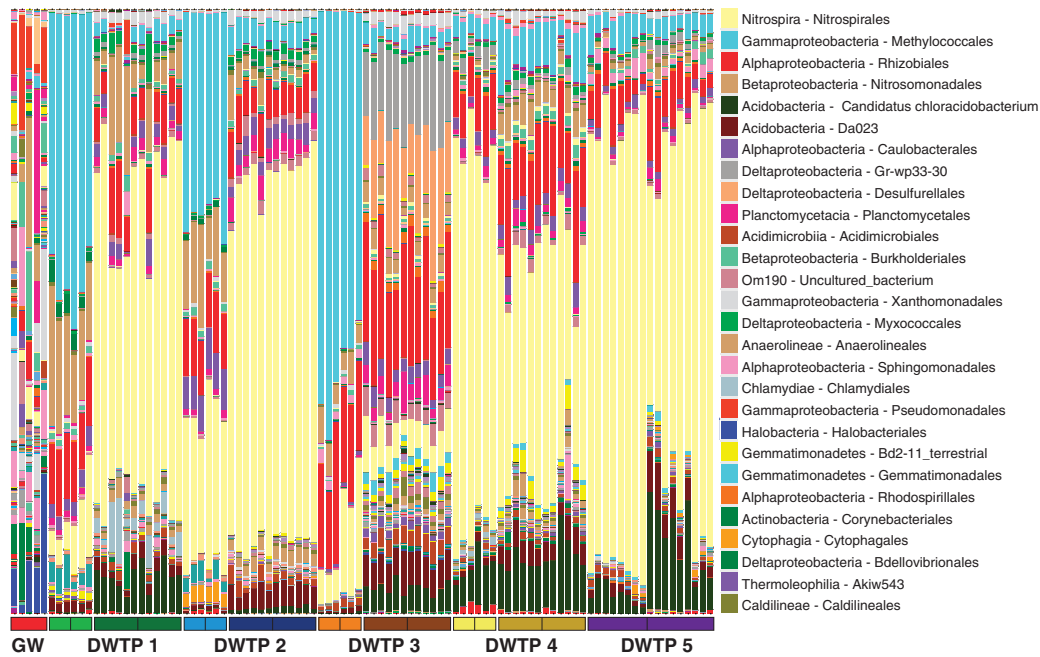 Nitrospira - Nitrospirales
Gammaproteobacteria - Methylococcales
Alphaproteobacteria - Rhizobiales
Betaproteobacteria - Nitrosomonadales
Acidobacteria - Candidatus chloracidobacterium
Acidobacteria - Da023
Alphaproteobacteria - Caulobacterales
Deltaproteobacteria - Gr-wp33-30
Deltaproteobacteria - Desulfurellales
Planctomycetacia - Planctomycetales
Acidimicrobiia - Acidimicrobiales
Betaproteobacteria - Burkholderiales
Om190 - Uncultured_bacterium
Gammaproteobacteria - Xanthomonadales
Deltaproteobacteria - Myxococcales
Anaerolineae - Anaerolineales
Alphaproteobacteria - Sphingomonadales
Chlamydiae - Chlamydiales
Gammaproteobacteria - Pseudomonadales
Halobacteria - Halobacteriales
Gemmatimonadetes - Bd2-11_terrestrial
Gemmatimonadetes - Gemmatimonadales
Alphaproteobacteria - Rhodospirillales
Actinobacteria - Corynebacteriales
Cytophagia - Cytophagales
Deltaproteobacteria - Bdellovibrionales
Thermoleophilia - Akiw543
Caldilineae - Caldilineales
GW DWTP 1 DWTP 2 DWTP 3 DWTP 4 DWTP 5